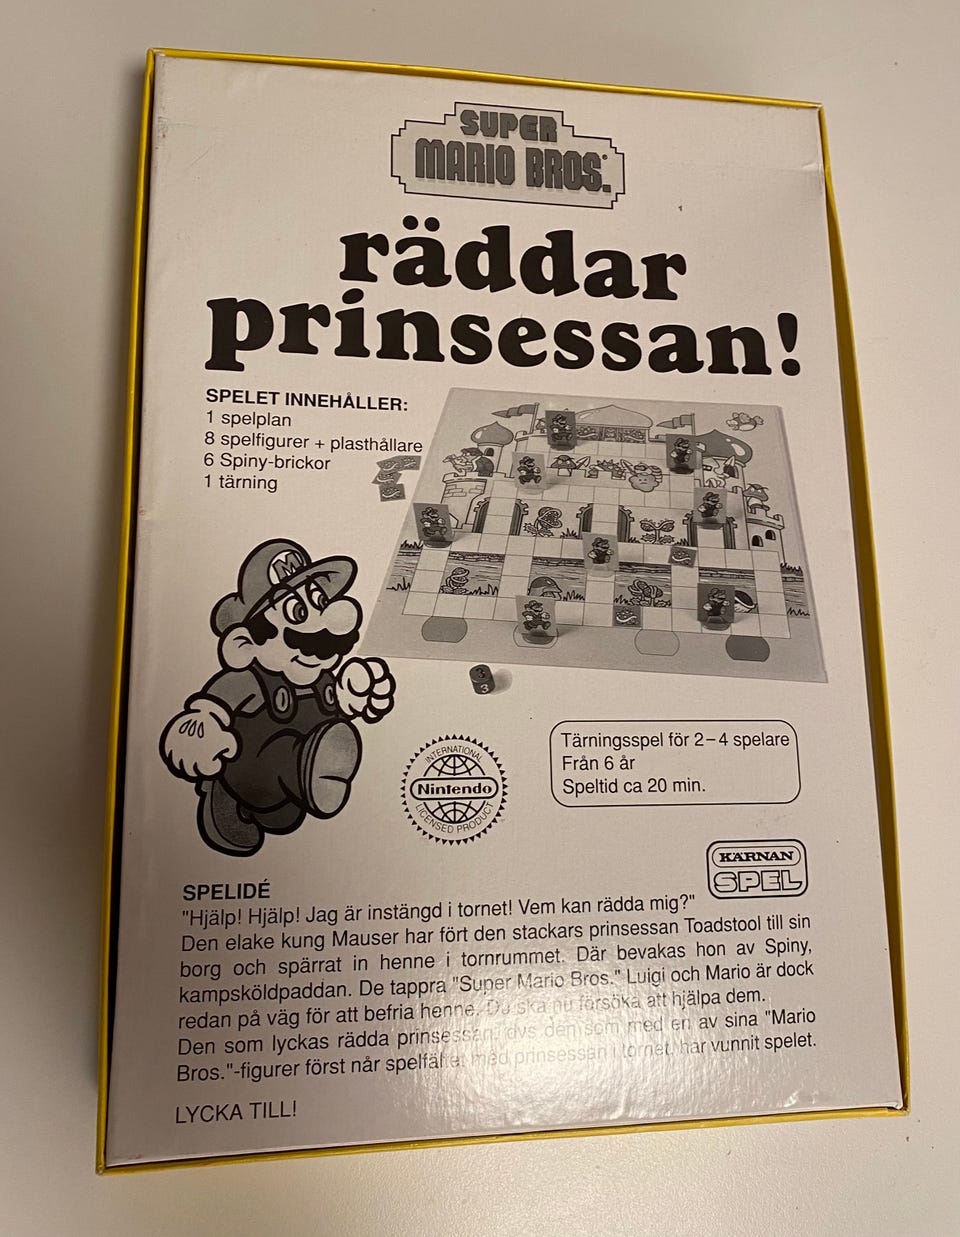 SUPER
MARIO BROS.
räddar
prinsessan!
SPELET INNEHÅLLER:
1 spelplan
8 spelfigurer + plasthållare
6 Spiny-brickor
1 tärning
M
3
3
INTERNATIONAL
Nintendo
LICENSED PRODUCT
Tärningsspel för 2–4 spelare
Från 6 år
Speltid ca 20 min.
KÄRNAN
SPEL
SPELIDÉ
"Hjälp! Hjälp! Jag är instängd i tornet! Vem kan rädda mig?"
Den elake kung Mauser har fört den stackars prinsessan Toadstool till sin
borg och spärrat in henne i tornrummet. Där bevakas hon av Spiny,
kampsköldpaddan. De tappra "Super Mario Bros." Luigi och Mario är dock
redan på väg för att befria henne. Du ska nu försöka att hjälpa dem.
Den som lyckas rädda prinsessan, dvs den som med en av sina "Mario
Bros."-figurer först når spelfältet med prinsessan i tornet, har vunnit spelet.
LYCKA TILL!